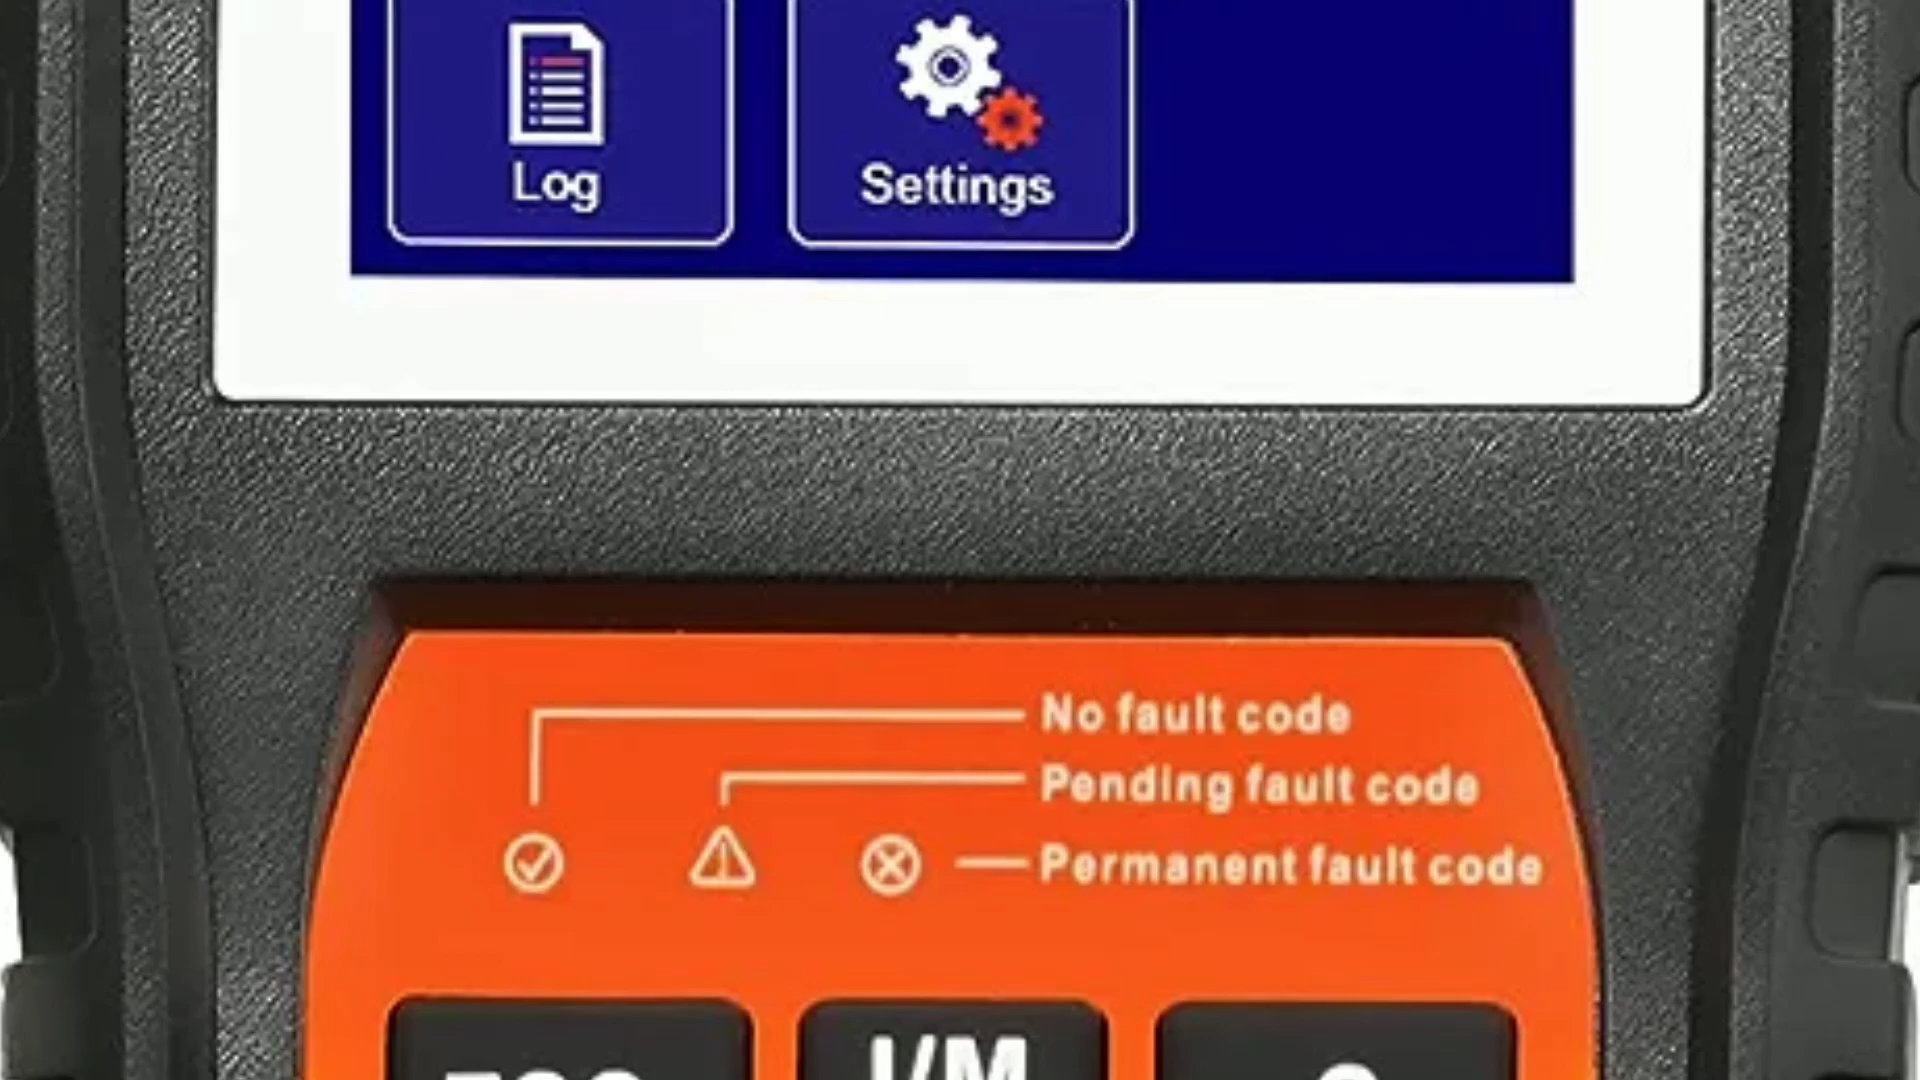 Log
Settings
No fault code
Pending fault code
Permanent fault code
I/M